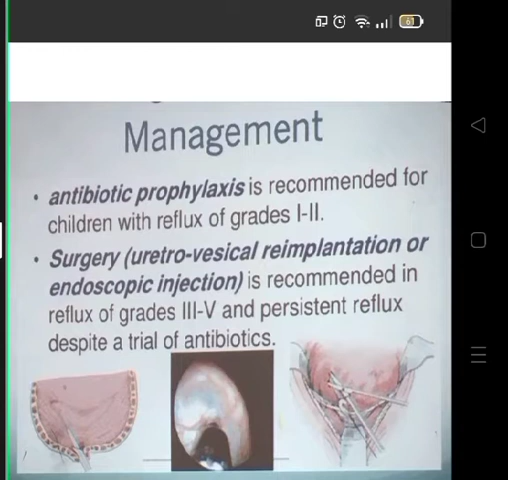 61
Management
• antibiotic prophylaxis is recommended for
children with reflux of grades I-II.
• Surgery (uretro-vesical reimplantation or
endoscopic injection) is recommended in
reflux of grades III-V and persistent reflux
despite a trial of antibiotics.